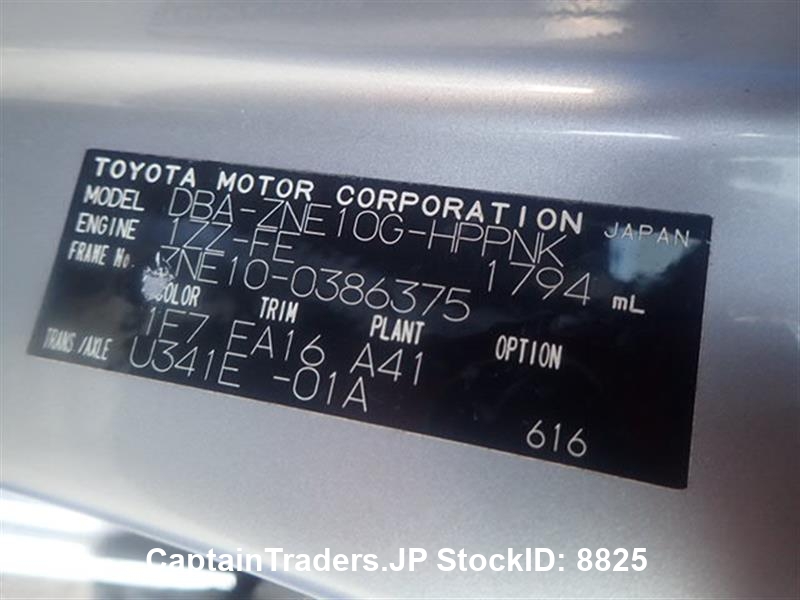 TOYOTA MOTOR CORPORATION JAPAN
MODEL DBA-ZNE10G-HPPNK
ENGINE 1ZZ-FE 1794 mL
FRAME No. ZNE10-0386375
COLOR TRIM PLANT OPTION
1F7 EA16 A41
TRANS/AXLE U341E -01A
616
CaptainTraders.JP StockID: 8825